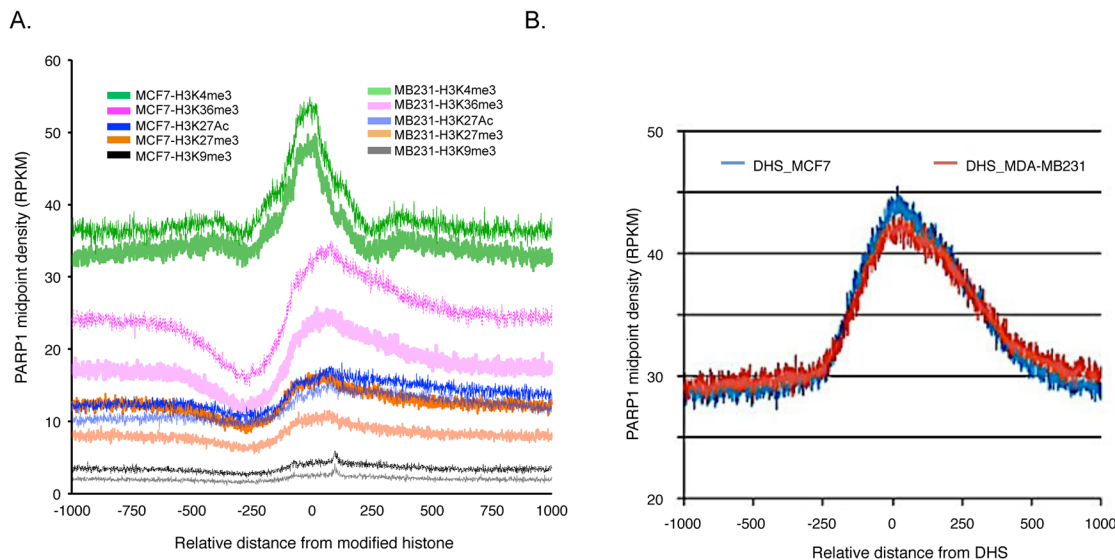 A.
60
50
40
30
20
10
0
PARP1 midpoint density (RPKM)
MCF7-H3K4me3
MCF7-H3K36me3
MCF7-H3K27Ac
MCF7-H3K27me3
MCF7-H3K9me3
MB231-H3K4me3
MB231-H3K36me3
MB231-H3K27Ac
MB231-H3K27me3
MB231-H3K9me3
-1000 -750 -500 -250 0 250 500 750 1000
Relative distance from modified histone
B.
50
40
30
20
PARP1 midpoint density (RPKM)
DHS_MCF7 DHS_MDA-MB231
-1000 -500 -250 0 250 500 1000
Relative distance from DHS